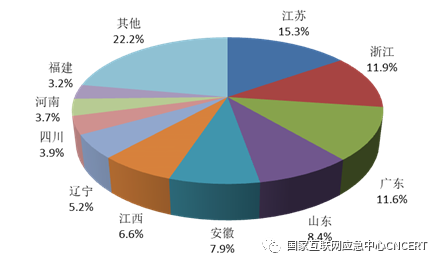 江苏
15.3%
浙江
11.9%
广东
11.6%
山东
8.4%
安徽
7.9%
江西
6.6%
辽宁
5.2%
四川
3.9%
河南
3.7%
福建
3.2%
其他
22.2%
国家互联网应急中心CNCERT